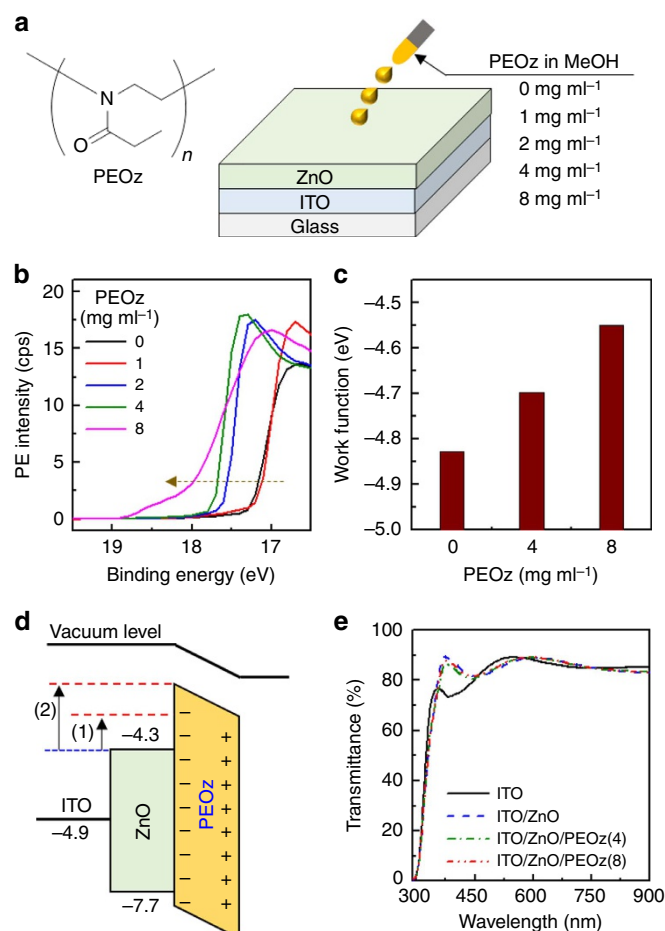 a
PEOz in MeOH
0 mg ml⁻¹
1 mg ml⁻¹
2 mg ml⁻¹
4 mg ml⁻¹
8 mg ml⁻¹
N
O
n
PEOz
ZnO
ITO
Glass
b
PEOz
(mg ml⁻¹)
0
1
2
4
8
20
15
10
5
0
PE intensity (cps)
19 18 17
Binding energy (eV)
c
–4.5
–4.6
–4.7
–4.8
–4.9
–5.0
Work function (eV)
0 4 8
PEOz (mg ml⁻¹)
d
Vacuum level
(2)
(1)
–4.3
ITO
–4.9
ZnO
PEOz
–7.7
– – – – – – – –
+ + + + + + + +
e
100
80
60
40
20
0
Transmittance (%)
ITO
ITO/ZnO
ITO/ZnO/PEOz(4)
ITO/ZnO/PEOz(8)
300 450 600 750 900
Wavelength (nm)